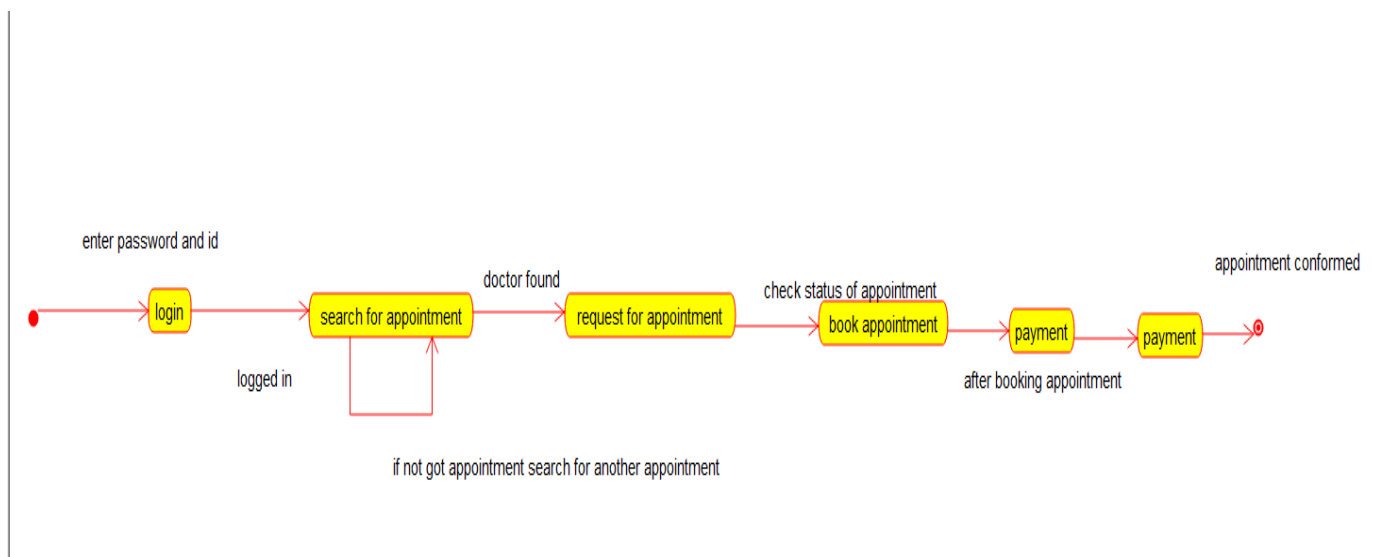 enter password and id
login
logged in
search for appointment
if not got appointment search for another appointment
doctor found
request for appointment
check status of appointment
book appointment
payment
after booking appointment
payment
appointment conformed